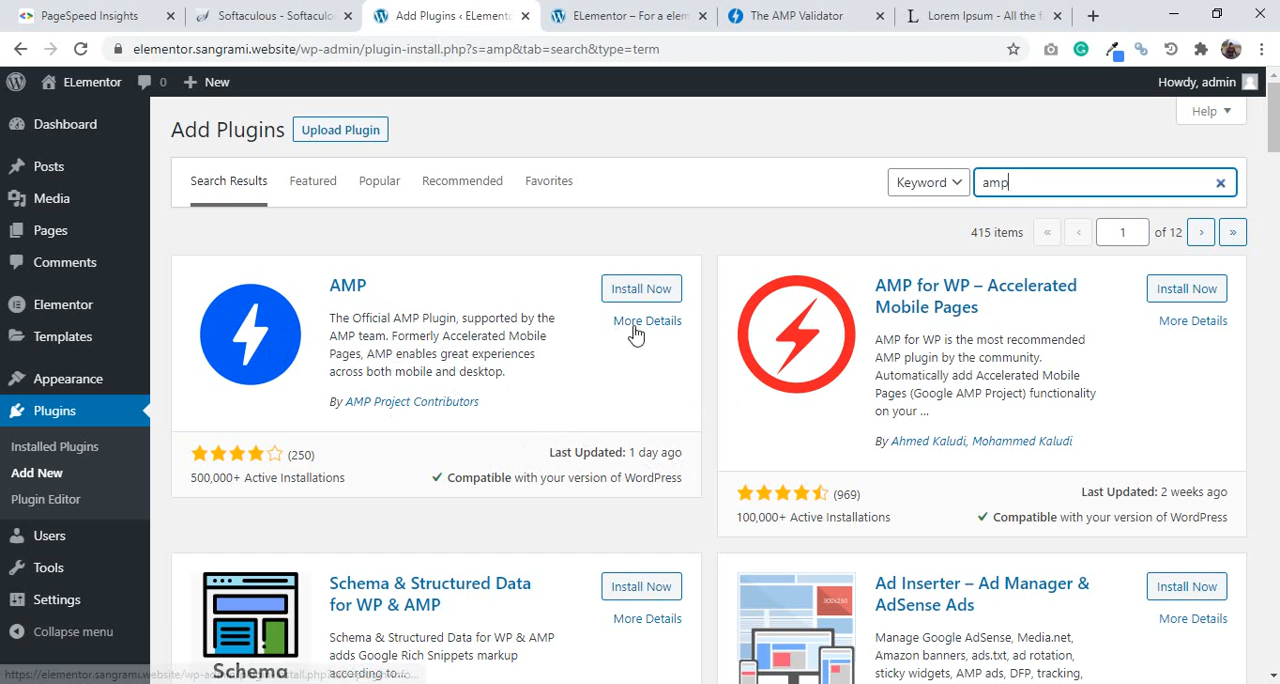 PageSpeed Insights
Softaculous - Softaculo
Add Plugins ‹ ELemento
ELementor – For a elem
The AMP Validator
Lorem Ipsum - All the f
elementor.sangrami.website/wp-admin/plugin-install.php?s=amp&tab=search&type=term
ELementor
0
New
Howdy, admin
Dashboard
Posts
Media
Pages
Comments
Elementor
Templates
Appearance
Plugins
Installed Plugins
Add New
Plugin Editor
Users
Tools
Settings
Collapse menu
Help
Add Plugins
Upload Plugin
Search Results
Featured
Popular
Recommended
Favorites
Keyword
amp
415 items
«
‹
1
of 12
›
»
AMP
Install Now
More Details
The Official AMP Plugin, supported by the
AMP team. Formerly Accelerated Mobile
Pages, AMP enables great experiences
across both mobile and desktop.
By AMP Project Contributors
(250)
Last Updated: 1 day ago
500,000+ Active Installations
Compatible with your version of WordPress
AMP for WP – Accelerated
Mobile Pages
Install Now
More Details
AMP for WP is the most recommended
AMP plugin by the community.
Automatically add Accelerated Mobile
Pages (Google AMP Project) functionality
on your ...
By Ahmed Kaludi, Mohammed Kaludi
(969)
Last Updated: 2 weeks ago
100,000+ Active Installations
Compatible with your version of WordPress
Schema
Schema & Structured Data
for WP & AMP
Install Now
More Details
Schema & Structured Data for WP & AMP
adds Google Rich Snippets markup
according to
300x250
Ad Inserter – Ad Manager &
AdSense Ads
Install Now
More Details
Manage Google AdSense, Media.net,
Amazon banners, ads.txt, ad rotation,
sticky widgets, AMP ads, DFP, tracking,